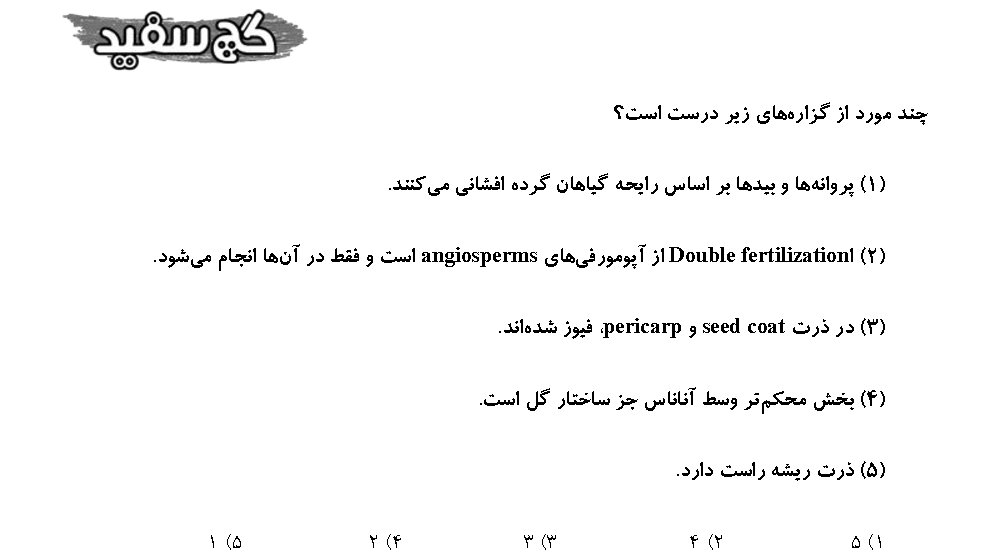 گچ سفید
چند مورد از گزاره‌های زیر درست است؟
(۱) پروانه‌ها و بیدها بر اساس رایحه گیاهان گرده افشانی می‌کنند.
(۲) Double fertilizationا از آپومورفی‌های angiosperms است و فقط در آن‌ها انجام می‌شود.
(۳) در ذرت seed coat و pericarp، فیوز شده‌اند.
(۴) بخش محکم‌تر وسط آناناس جز ساختار گل است.
(۵) ذرت ریشه راست دارد.
۱) ۵ ۲) ۴ ۳) ۳ ۴) ۲ ۵) ۱